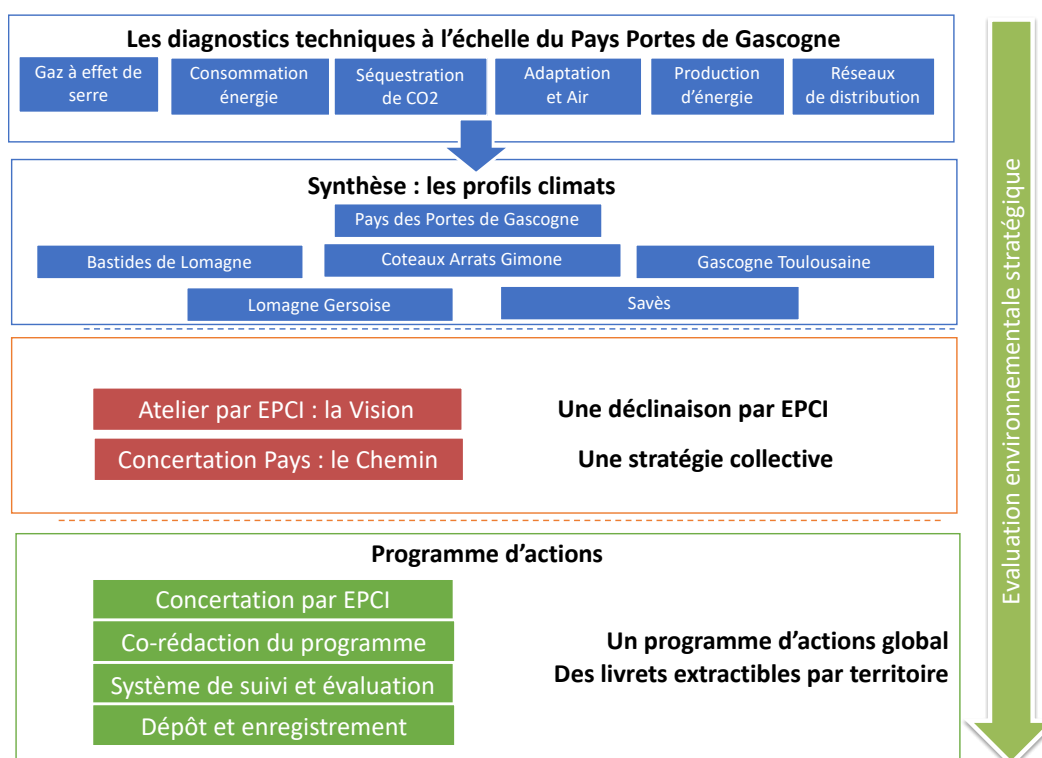 Les diagnostics techniques à l’échelle du Pays Portes de Gascogne
Gaz à effet de
serre
Consommation
énergie
Séquestration
de CO2
Adaptation
et Air
Production
d’énergie
Réseaux
de distribution
Synthèse : les profils climats
Pays des Portes de Gascogne
Bastides de Lomagne
Coteaux Arrats Gimone
Gascogne Toulousaine
Lomagne Gersoise
Savès
Atelier par EPCI : la Vision
Une déclinaison par EPCI
Concertation Pays : le Chemin
Une stratégie collective
Programme d’actions
Concertation par EPCI
Co-rédaction du programme
Système de suivi et évaluation
Dépôt et enregistrement
Un programme d’actions global
Des livrets extractibles par territoire
Evaluation environnementale stratégique